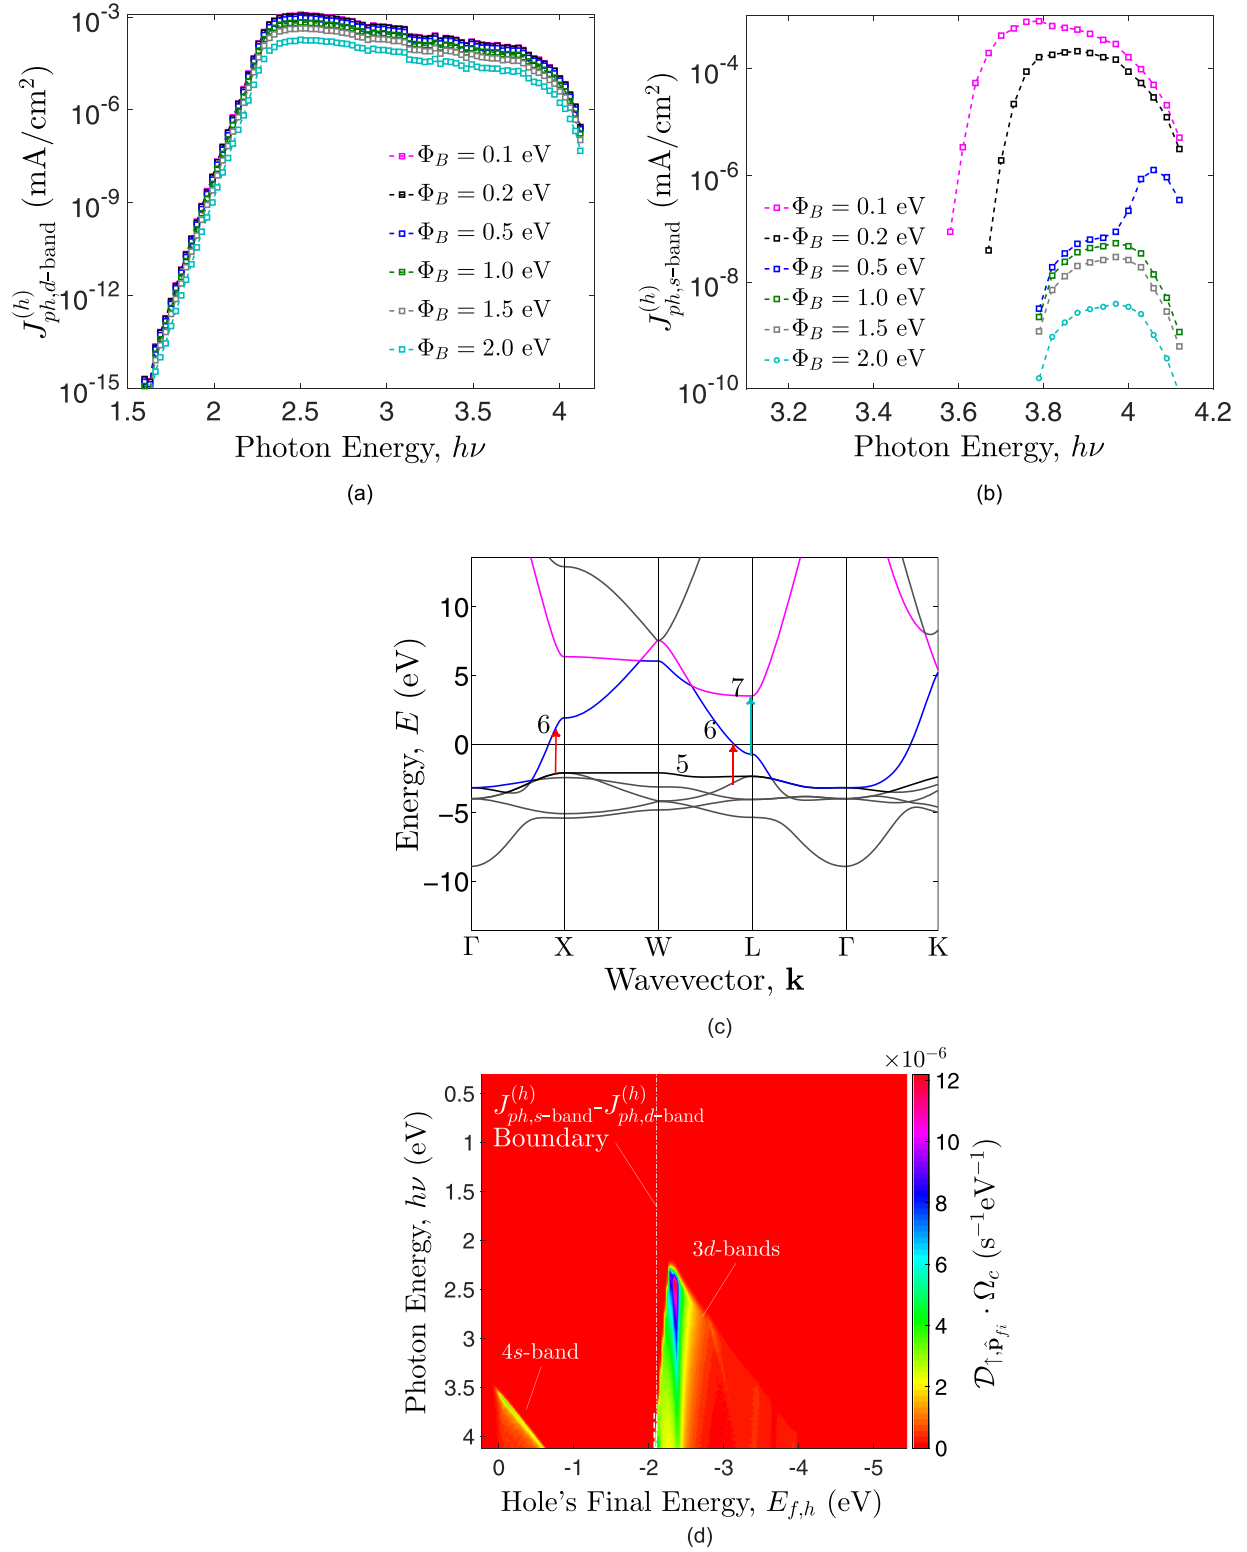 10^-3
10^-6
10^-9
10^-12
10^-15
J^(h)_ph,d-band (mA/cm^2)
Φ_B = 0.1 eV
Φ_B = 0.2 eV
Φ_B = 0.5 eV
Φ_B = 1.0 eV
Φ_B = 1.5 eV
Φ_B = 2.0 eV
1.5 2 2.5 3 3.5 4
Photon Energy, hν
(a)
10^-4
10^-6
10^-8
10^-10
J^(h)_ph,s-band (mA/cm^2)
Φ_B = 0.1 eV
Φ_B = 0.2 eV
Φ_B = 0.5 eV
Φ_B = 1.0 eV
Φ_B = 1.5 eV
Φ_B = 2.0 eV
3.2 3.4 3.6 3.8 4 4.2
Photon Energy, hν
(b)
10
5
0
−5
−10
Energy, E (eV)
6
5
6
7
Γ X W L Γ K
Wavevector, k
(c)
×10^-6
0.5
1
1.5
2
2.5
3
3.5
4
Photon Energy, hν (eV)
J^(h)_ph,s-band-J^(h)_ph,d-band
Boundary
3d-bands
4s-band
0 -1 -2 -3 -4 -5
Hole's Final Energy, E_f,h (eV)
12
10
8
6
4
2
0
𝒟_↑,p̂_fi · Ω_c (s^−1eV^−1)
(d)